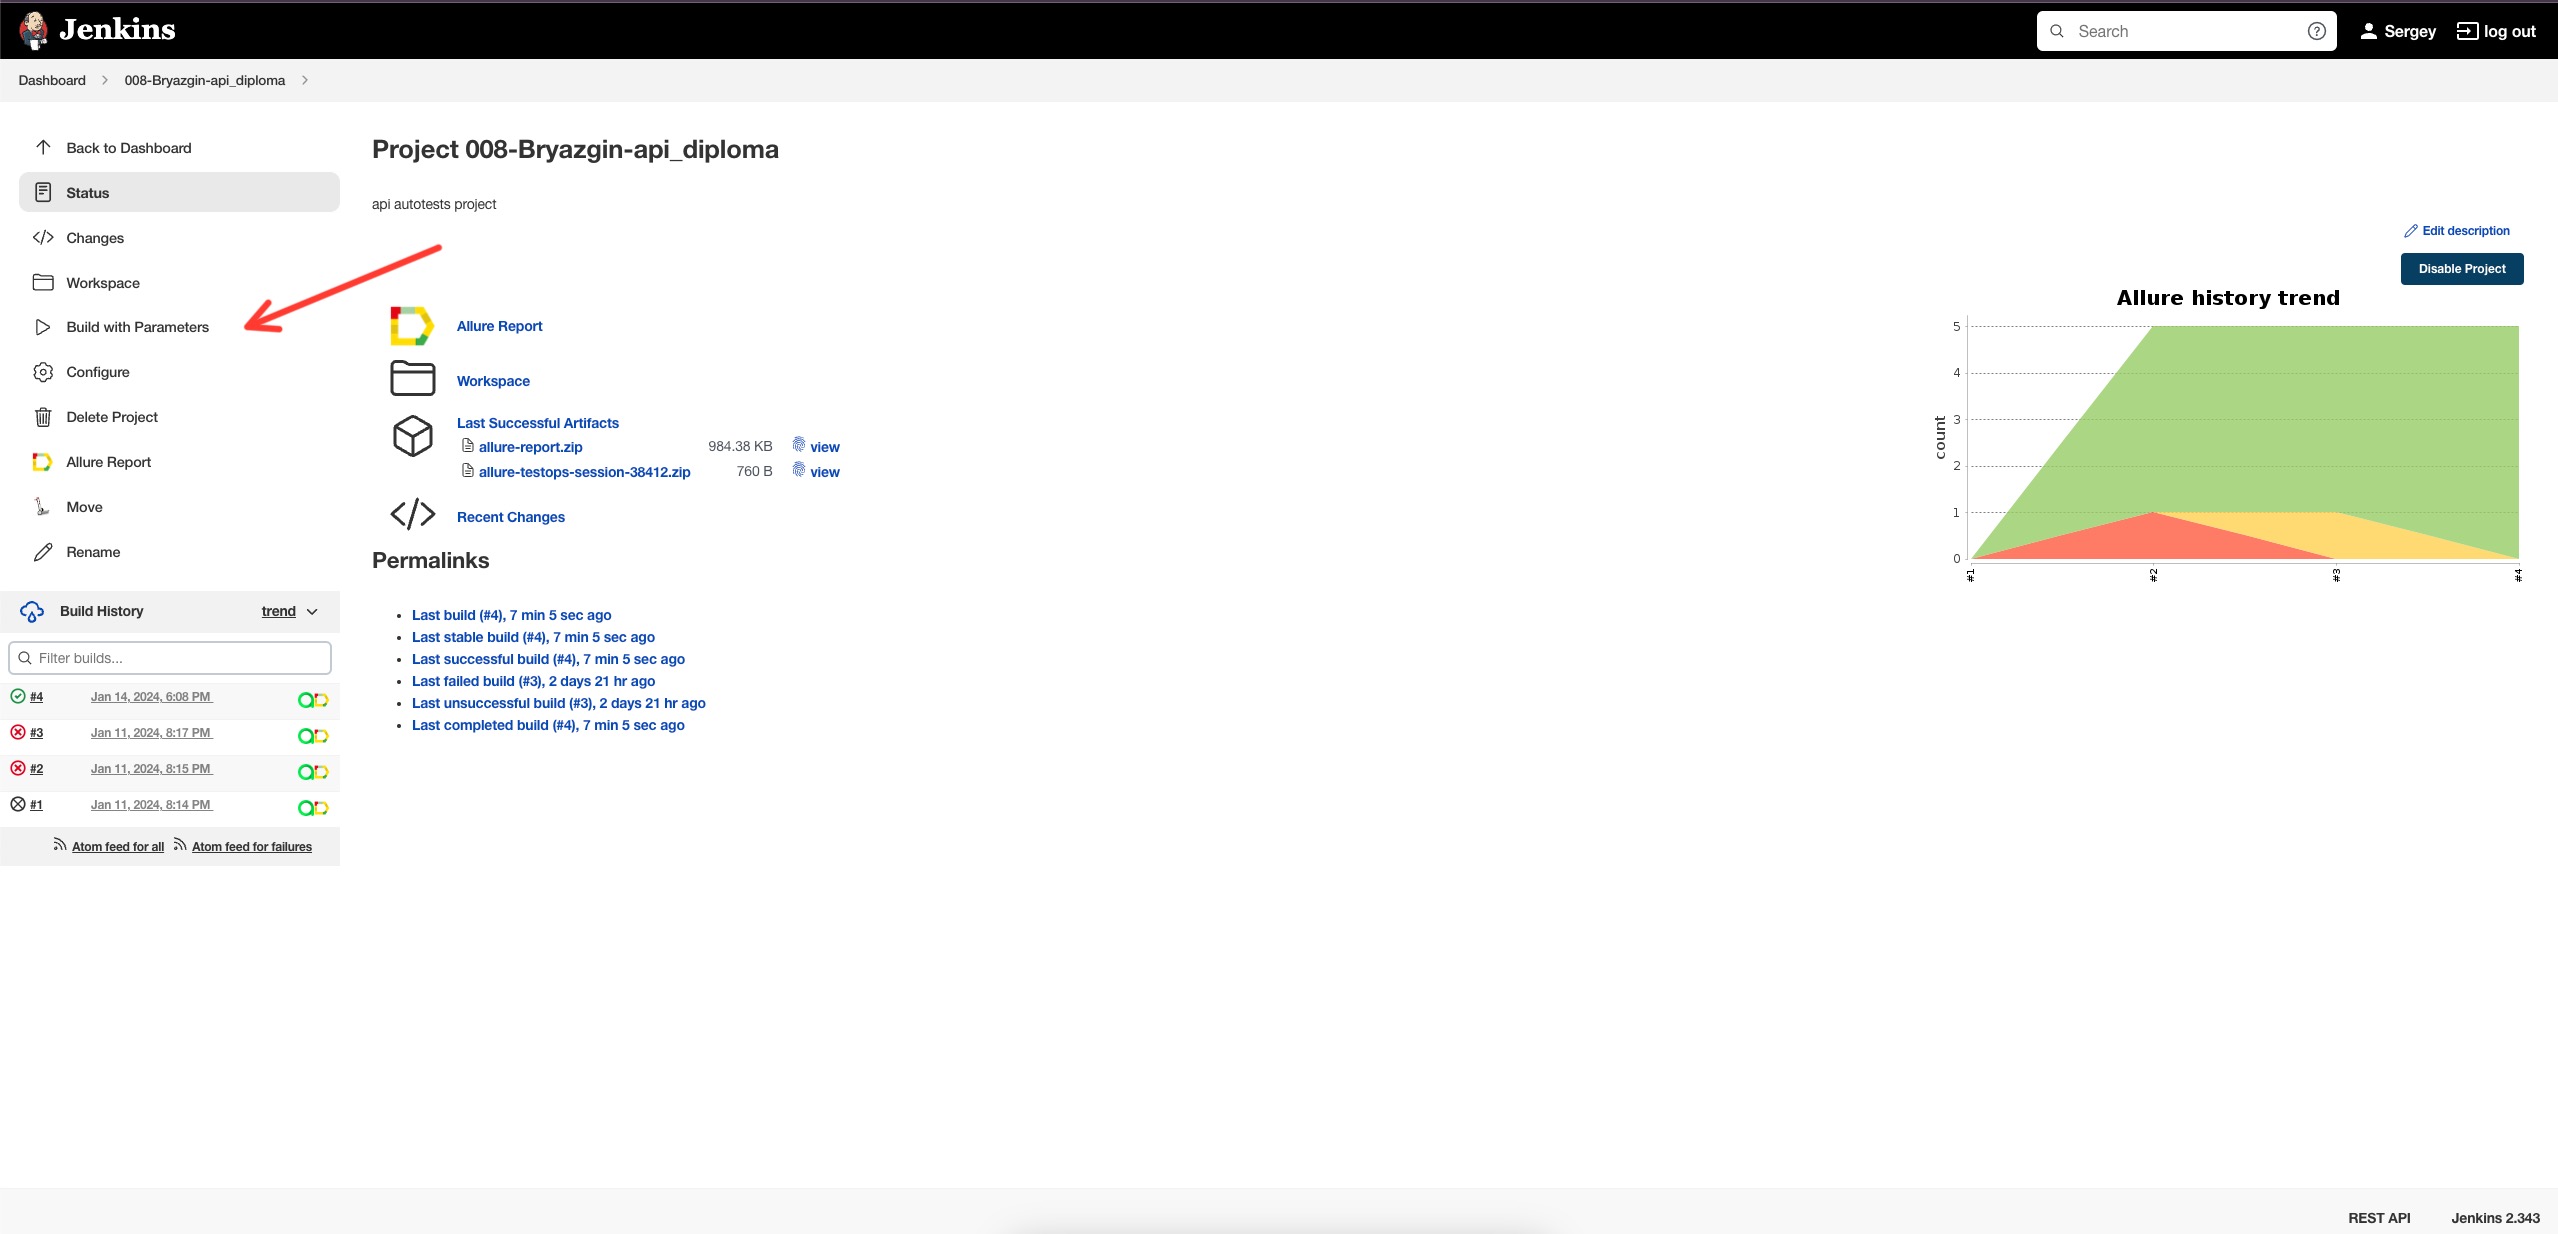 Jenkins
Search
Sergey
log out
Dashboard
008-Bryazgin-api_diploma
Back to Dashboard
Status
Changes
Workspace
Build with Parameters
Configure
Delete Project
Allure Report
Move
Rename
Build History
trend
Filter builds...
#4 Jan 14, 2024, 6:08 PM
#3 Jan 11, 2024, 8:17 PM
#2 Jan 11, 2024, 8:15 PM
#1 Jan 11, 2024, 8:14 PM
Atom feed for all Atom feed for failures
Project 008-Bryazgin-api_diploma
api autotests project
Edit description
Disable Project
Allure Report
Workspace
Last Successful Artifacts
allure-report.zip 984.38 KB view
allure-testops-session-38412.zip 760 B view
Recent Changes
Permalinks
Last build (#4), 7 min 5 sec ago
Last stable build (#4), 7 min 5 sec ago
Last successful build (#4), 7 min 5 sec ago
Last failed build (#3), 2 days 21 hr ago
Last unsuccessful build (#3), 2 days 21 hr ago
Last completed build (#4), 7 min 5 sec ago
Allure history trend
count
5
4
3
2
1
0
#1 #2 #3 #4
REST API
Jenkins 2.343